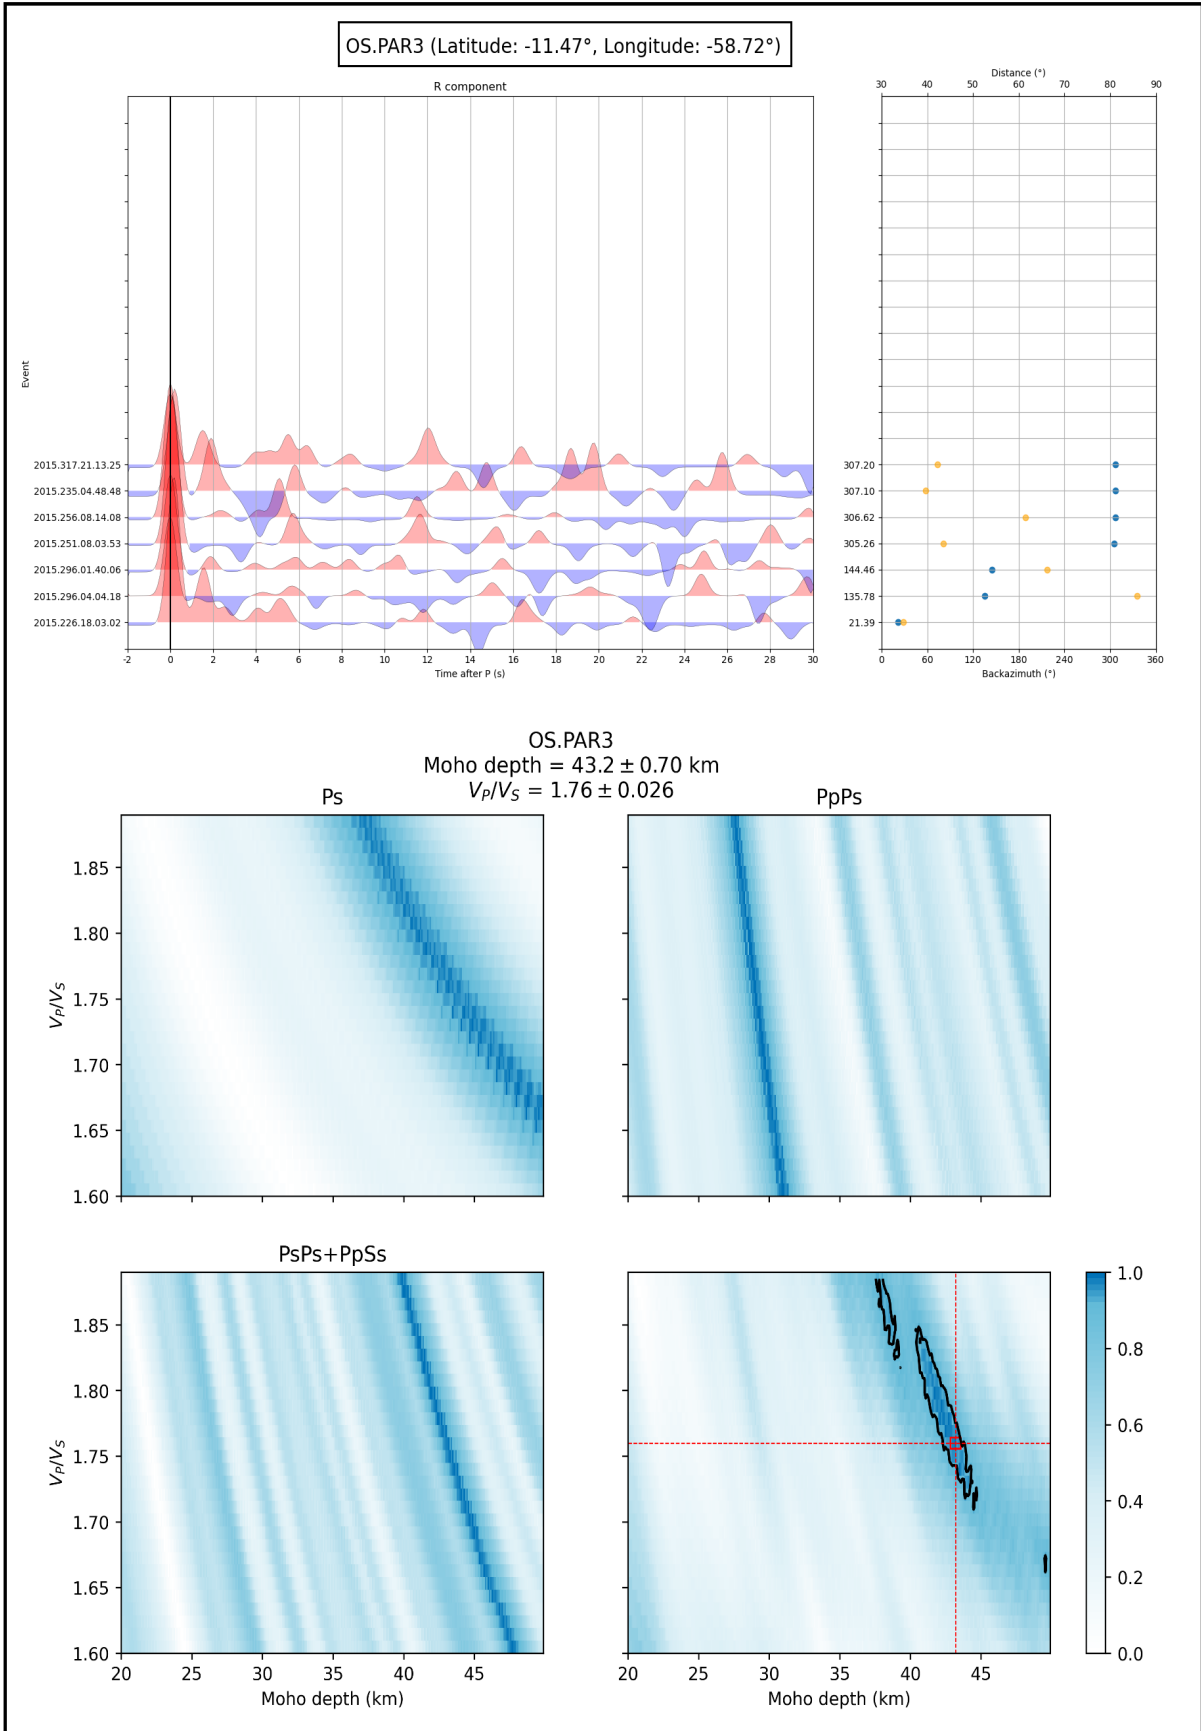 OS.PAR3 (Latitude: -11.47°, Longitude: -58.72°)
R component
Event
2015.317.21.13.25
2015.235.04.48.48
2015.256.08.14.08
2015.251.08.03.53
2015.296.01.40.06
2015.296.04.04.18
2015.226.18.03.02
-2 0 2 4 6 8 10 12 14 16 18 20 22 24 26 28 30
Time after P (s)
Distance (°)
30 40 50 60 70 80 90
307.20
307.10
306.62
305.26
144.46
135.78
21.39
0 60 120 180 240 300 360
Backazimuth (°)
OS.PAR3
Moho depth = 43.2 ± 0.70 km
V_P/V_S = 1.76 ± 0.026
Ps
V_P/V_S
1.85
1.80
1.75
1.70
1.65
1.60
PpPs
PsPs+PpSs
V_P/V_S
1.85
1.80
1.75
1.70
1.65
1.60
20 25 30 35 40 45
Moho depth (km)
20 25 30 35 40 45
Moho depth (km)
1.0
0.8
0.6
0.4
0.2
0.0